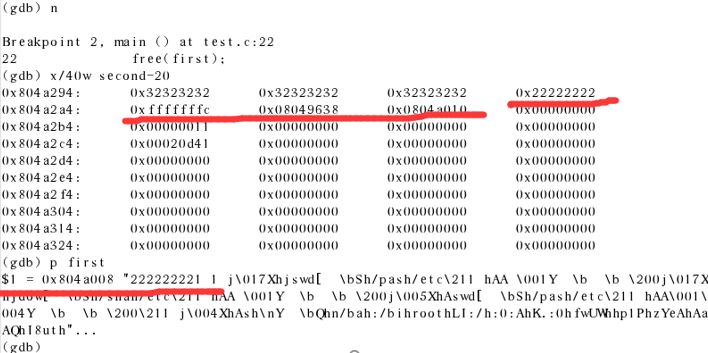 (gdb) n
Breakpoint 2, main () at test.c:22
22 free(first);
(gdb) x/40w second-20
0x804a294: 0x32323232 0x32323232 0x32323232 0x22222222
0x804a2a4: 0xfffffffc 0x08049638 0x0804a010 0x00000000
0x804a2b4: 0x00000011 0x00000000 0x00000000 0x00000000
0x804a2c4: 0x00020d41 0x00000000 0x00000000 0x00000000
0x804a2d4: 0x00000000 0x00000000 0x00000000 0x00000000
0x804a2e4: 0x00000000 0x00000000 0x00000000 0x00000000
0x804a2f4: 0x00000000 0x00000000 0x00000000 0x00000000
0x804a304: 0x00000000 0x00000000 0x00000000 0x00000000
0x804a314: 0x00000000 0x00000000 0x00000000 0x00000000
0x804a324: 0x00000000 0x00000000 0x00000000 0x00000000
(gdb) p first
$1 = 0x804a008 "222222221 1 j\017Xhjswd[ \bSh/pash/etc\211 hAA \001Y \b \b \200j\017X
\bSh/shah/etc\211 hAA \001Y \b \b \200j\005XhAswd[ \bSh/pash/etc\211 hAA\001\
004Y \b \b \200\211 j\004XhAsh\nY \bQhn/bah:/bihroothLI:/h:0:AhK.:0hfwUWhhplPhzYeAhAa
AQhI8uth"...
(gdb)